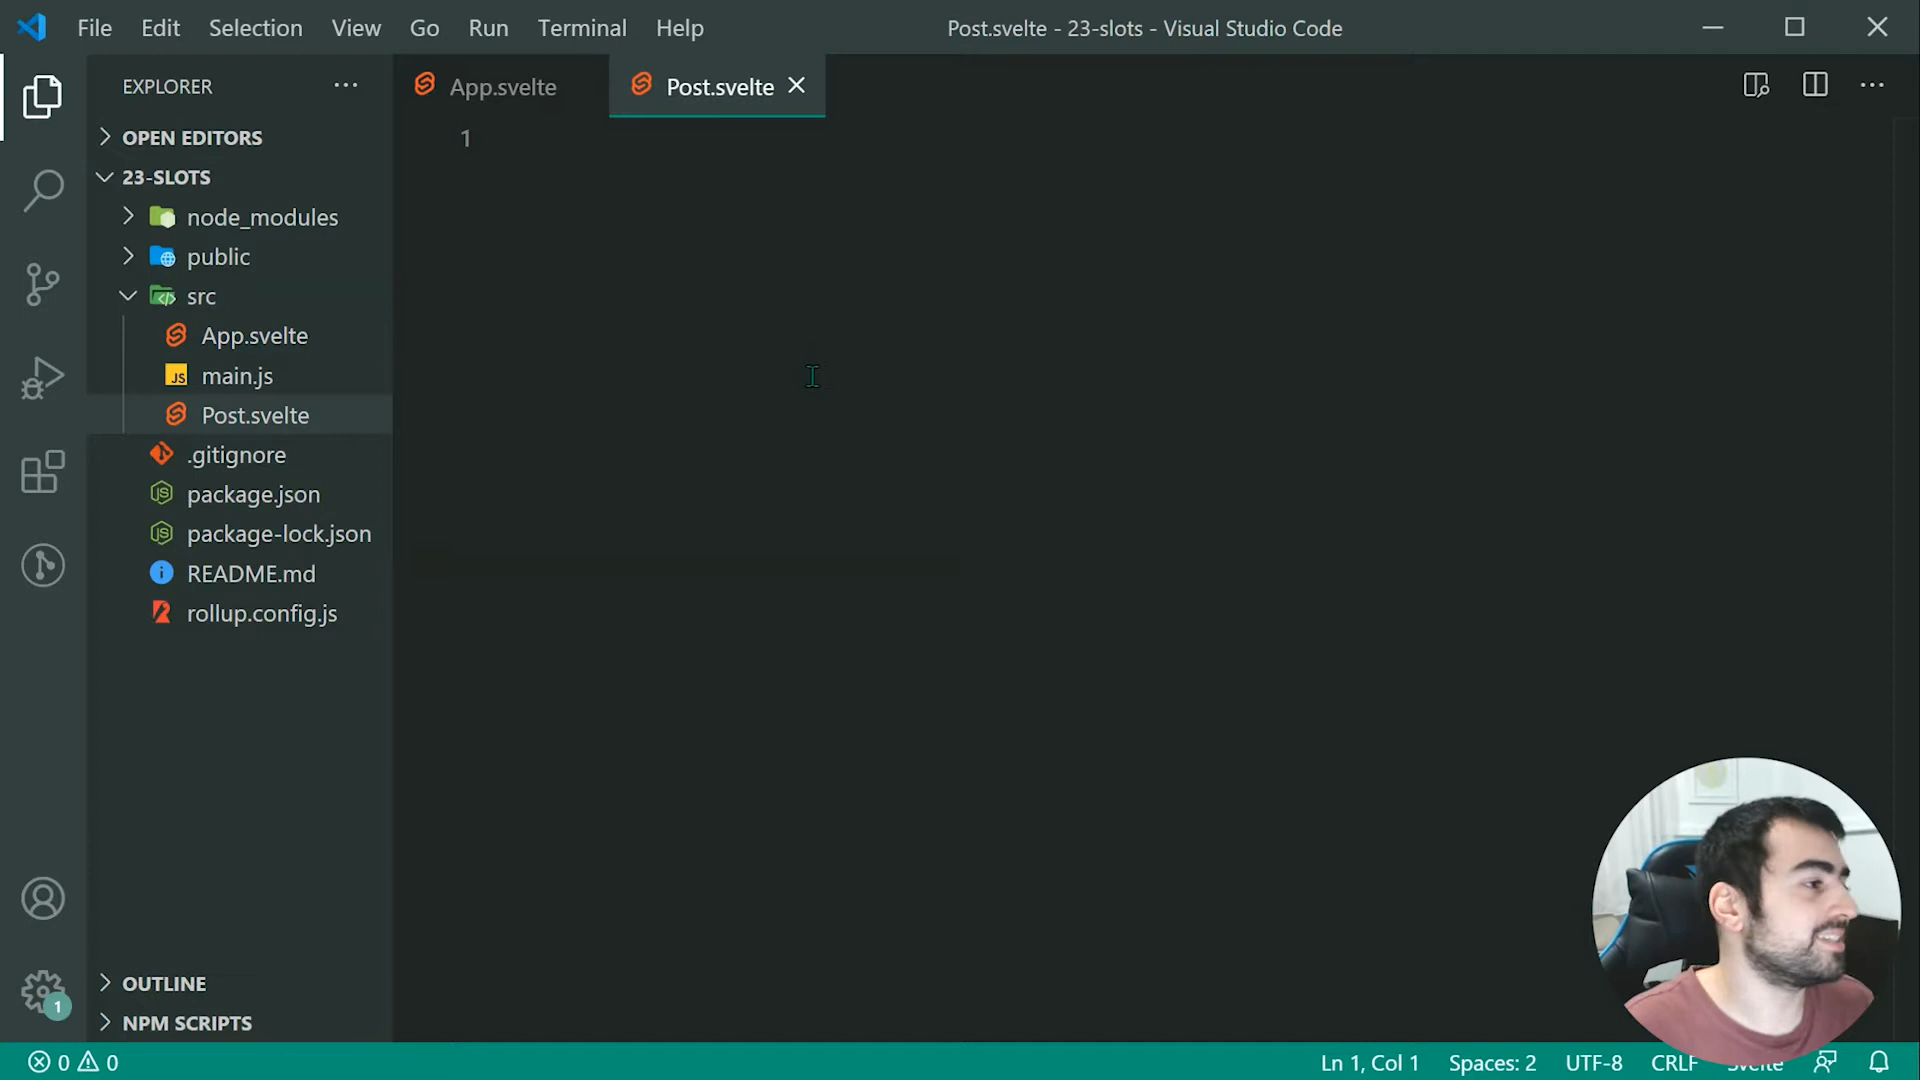 File Edit Selection View Go Run Terminal Help
Post.svelte - 23-slots - Visual Studio Code
EXPLORER
App.svelte
Post.svelte
1
OPEN EDITORS
23-SLOTS
node_modules
public
src
App.svelte
JS main.js
Post.svelte
.gitignore
package.json
package-lock.json
README.md
rollup.config.js
OUTLINE
1
NPM SCRIPTS
0 0
Ln 1, Col 1 Spaces: 2 UTF-8 CRLF Svelte